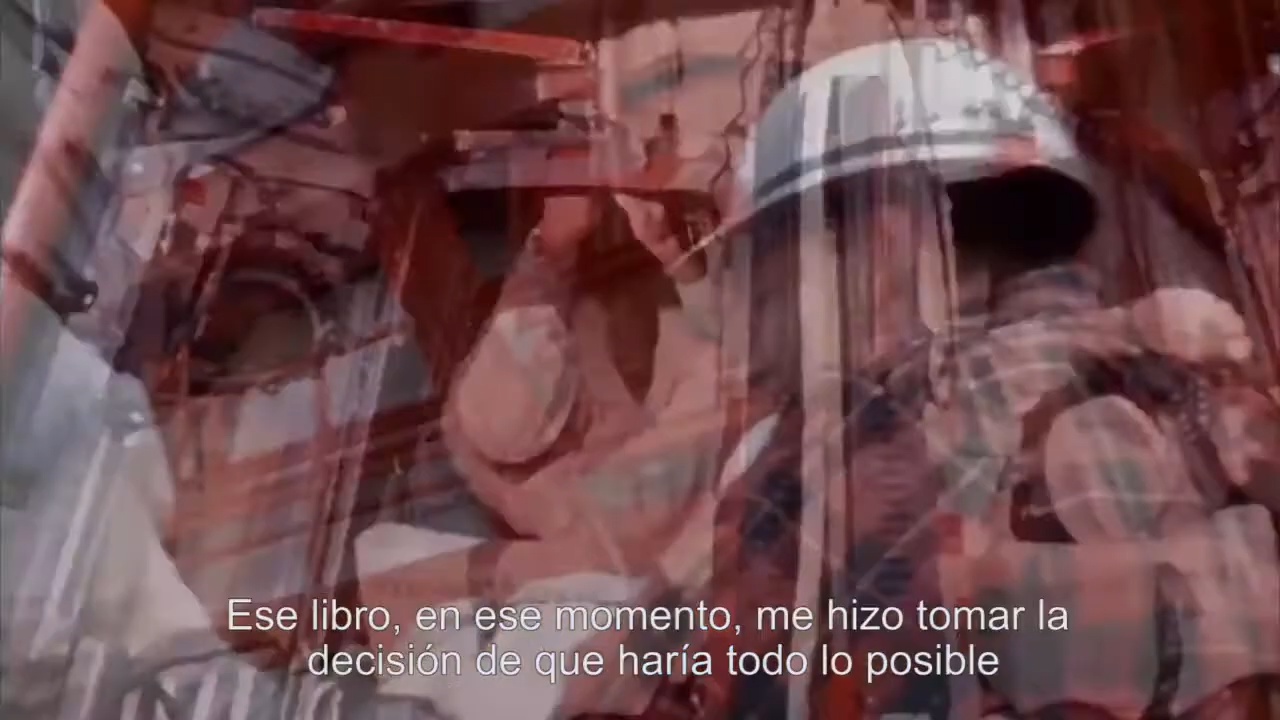 Ese libro, en ese momento, me hizo tomar la
decisión de que haría todo lo posible